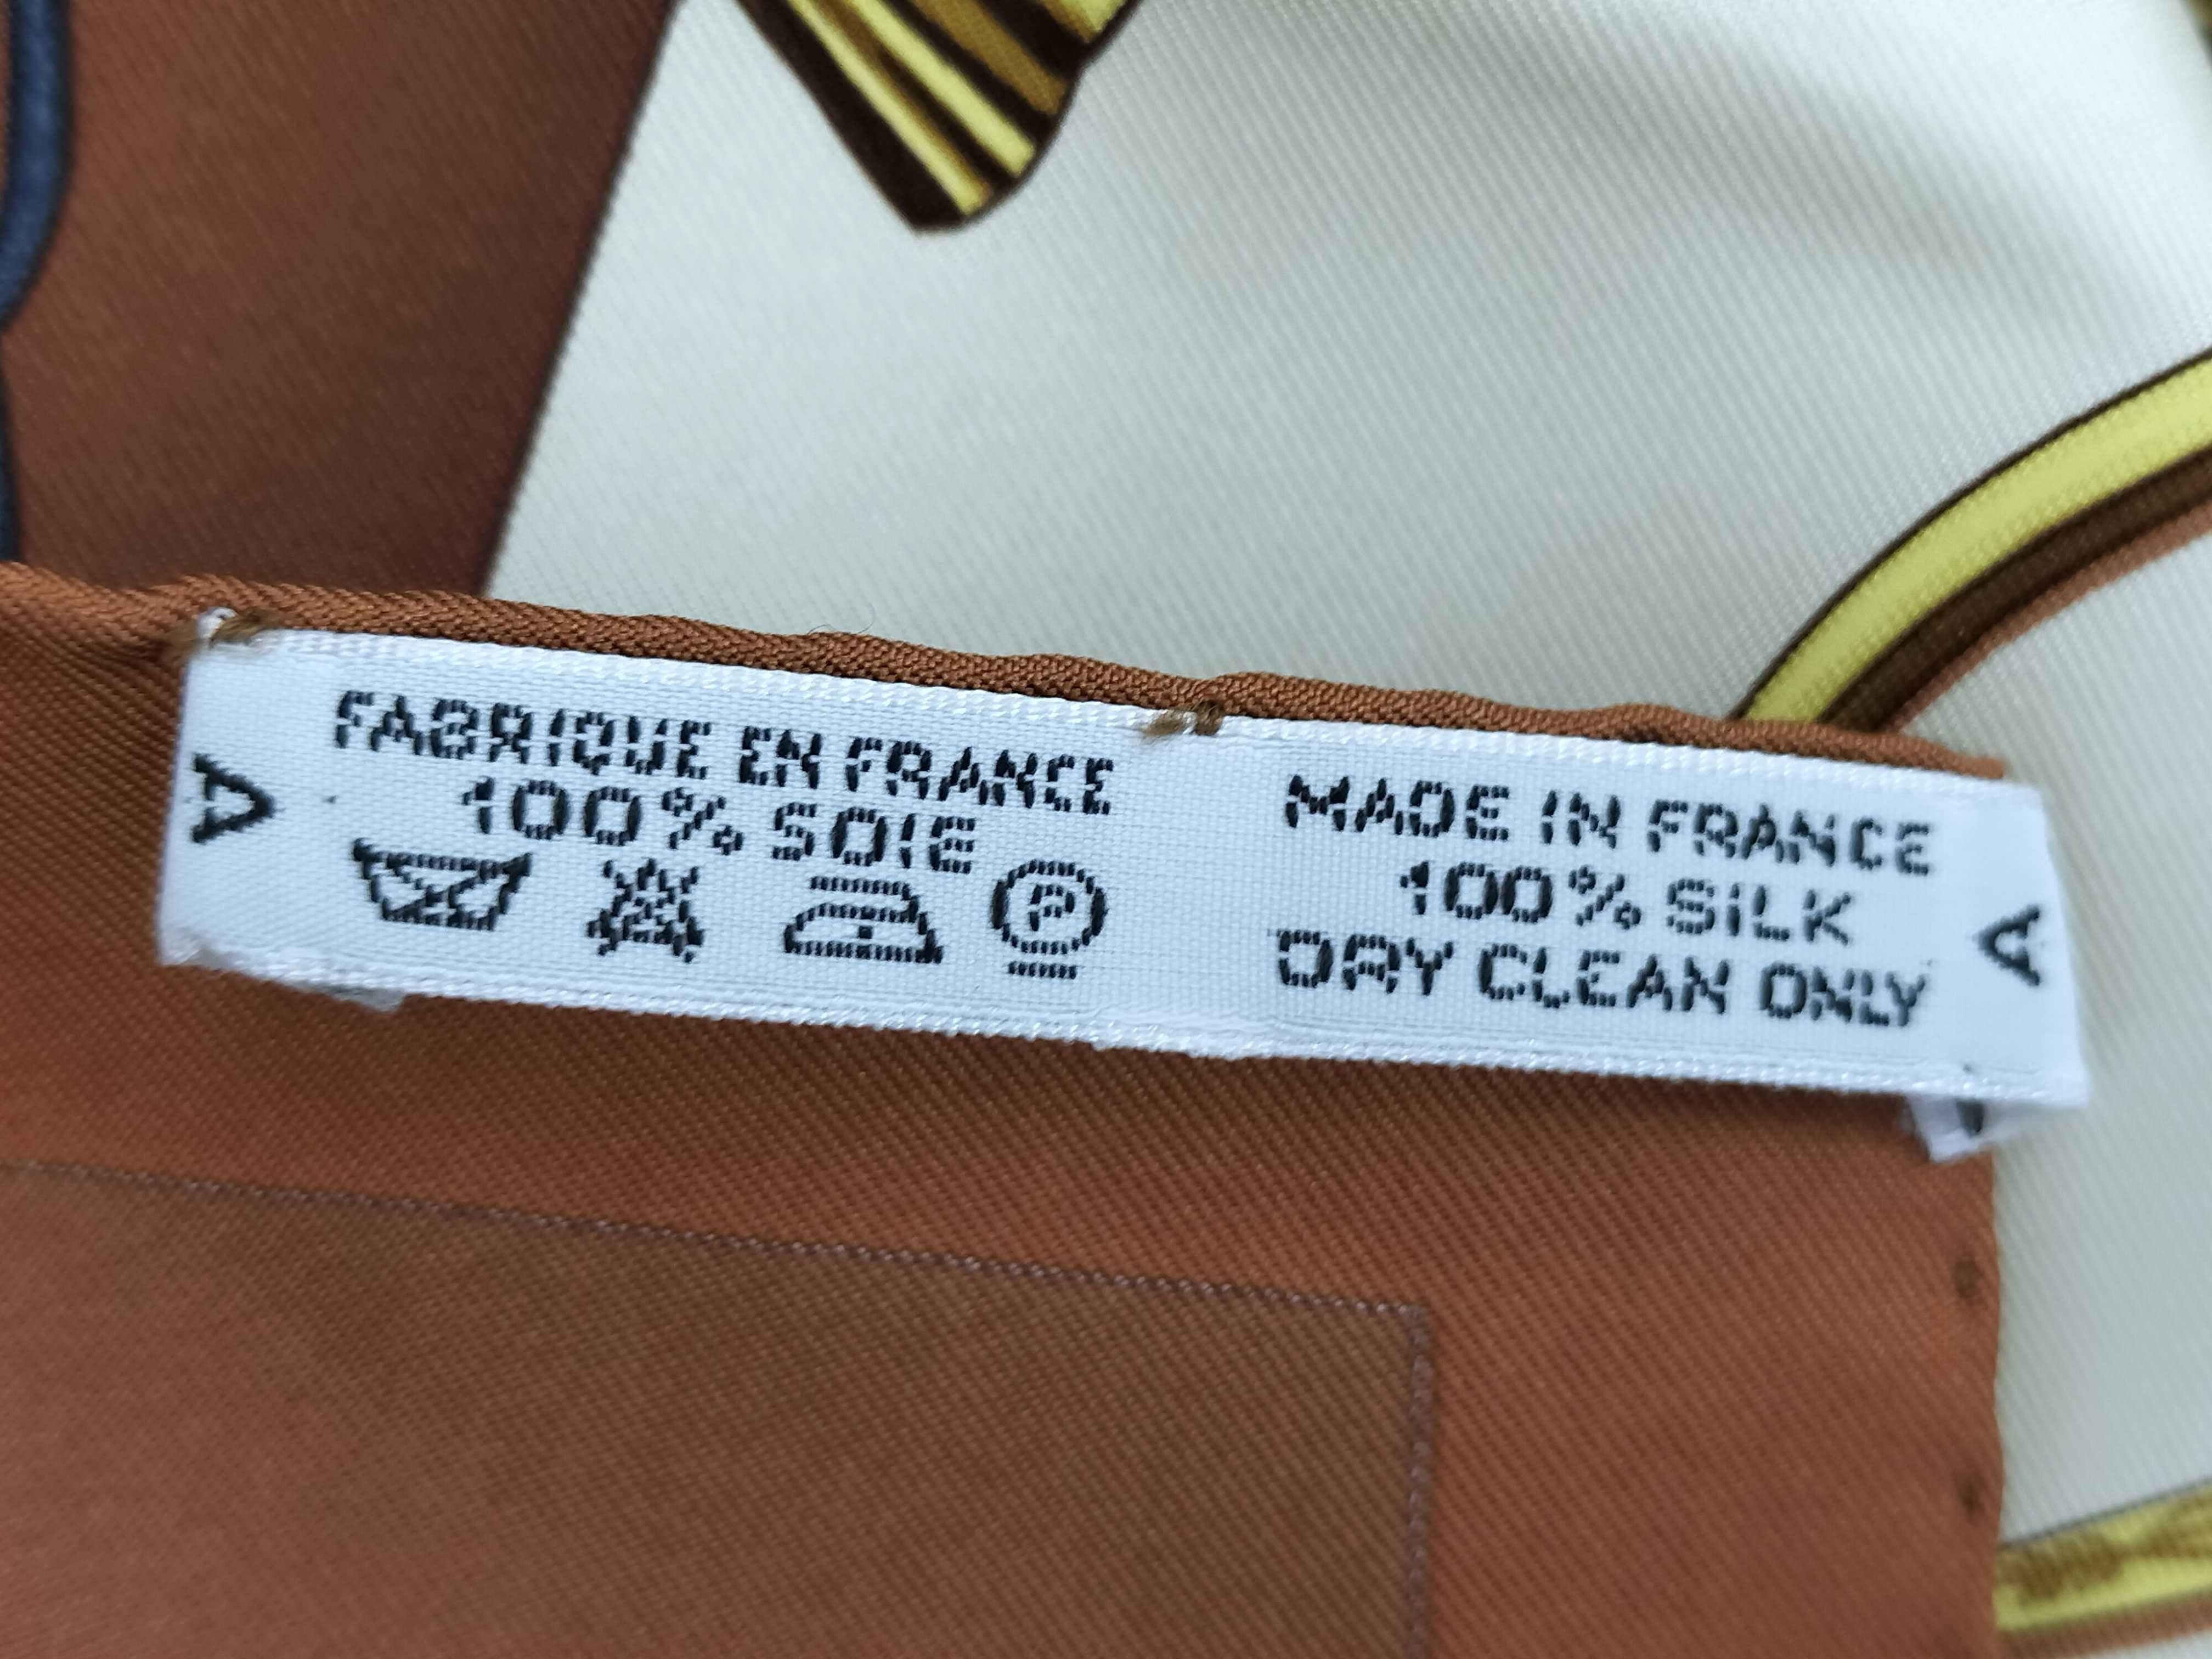 A
FABRIQUE EN FRANCE
100% SOIE
P
MADE IN FRANCE
100% SILK
DRY CLEAN ONLY
A